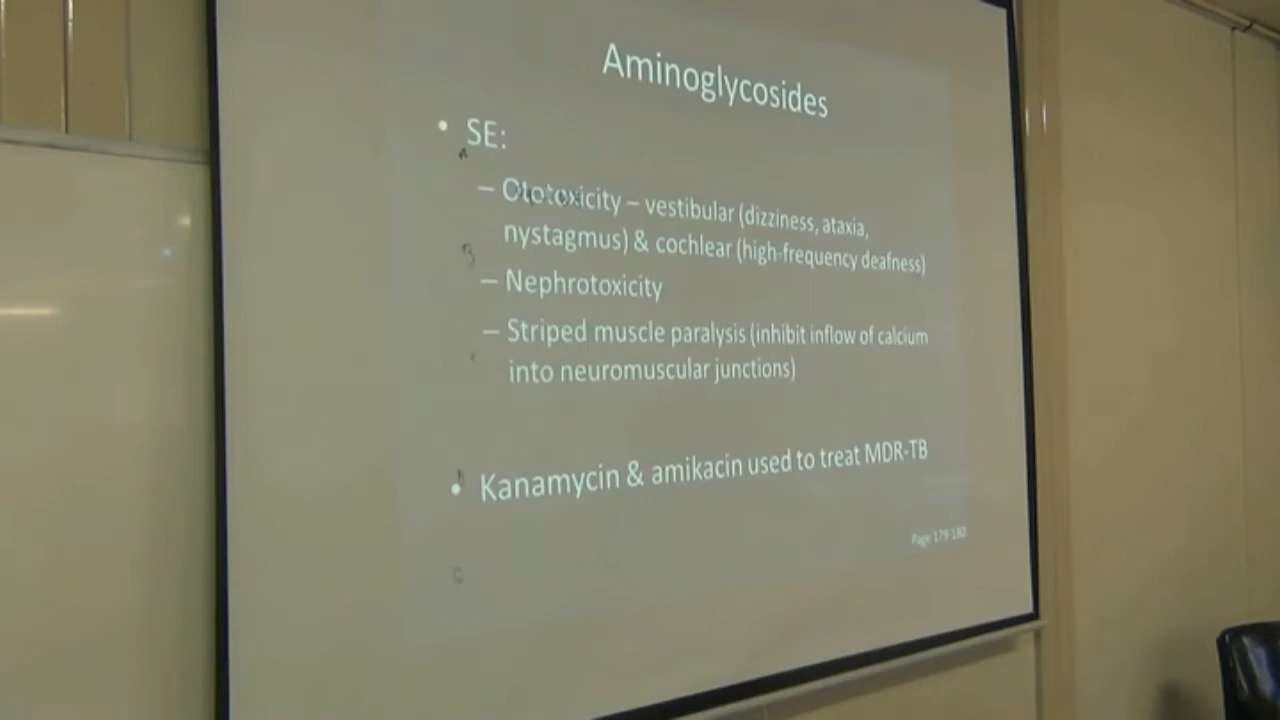 Aminoglycosides
• SE:
– Ototoxicity – vestibular (dizziness, ataxia,
nystagmus) & cochlear (high-frequency deafness)
– Nephrotoxicity
– Striped muscle paralysis (inhibit inflow of calcium
into neuromuscular junctions)
• Kanamycin & amikacin used to treat MDR-TB
Page 179-180